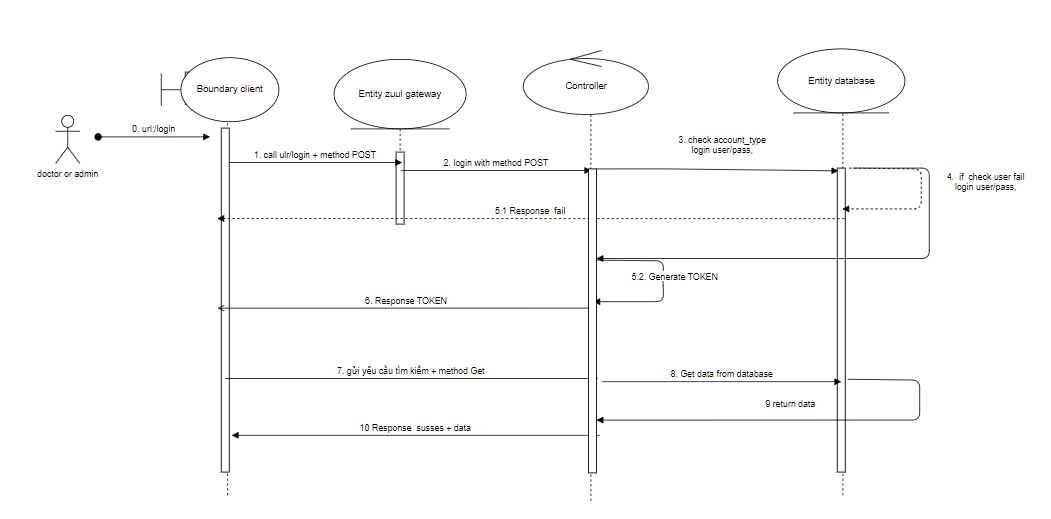 Boundary client
Entity zuul gateway
Controller
Entity database
doctor or admin
0. url:/login
1. call ulr/login + method POST
2. login with method POST
3. check account_type
login user/pass,
4. if check user fail
login user/pass,
5.1 Response fail
5.2. Generate TOKEN
6. Response TOKEN
7. gửi yêu cầu tìm kiếm + method Get
8. Get data from database
9 return data
10 Response susses + data